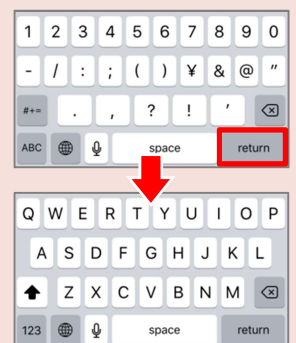 1 2 3 4 5 6 7 8 9 0
- / : ; ( ) ¥ & @ "
#+= . , ? ! ʼ
ABC space return
Q W E R T Y U I O P
A S D F G H J K L
Z X C V B N M
123 space return